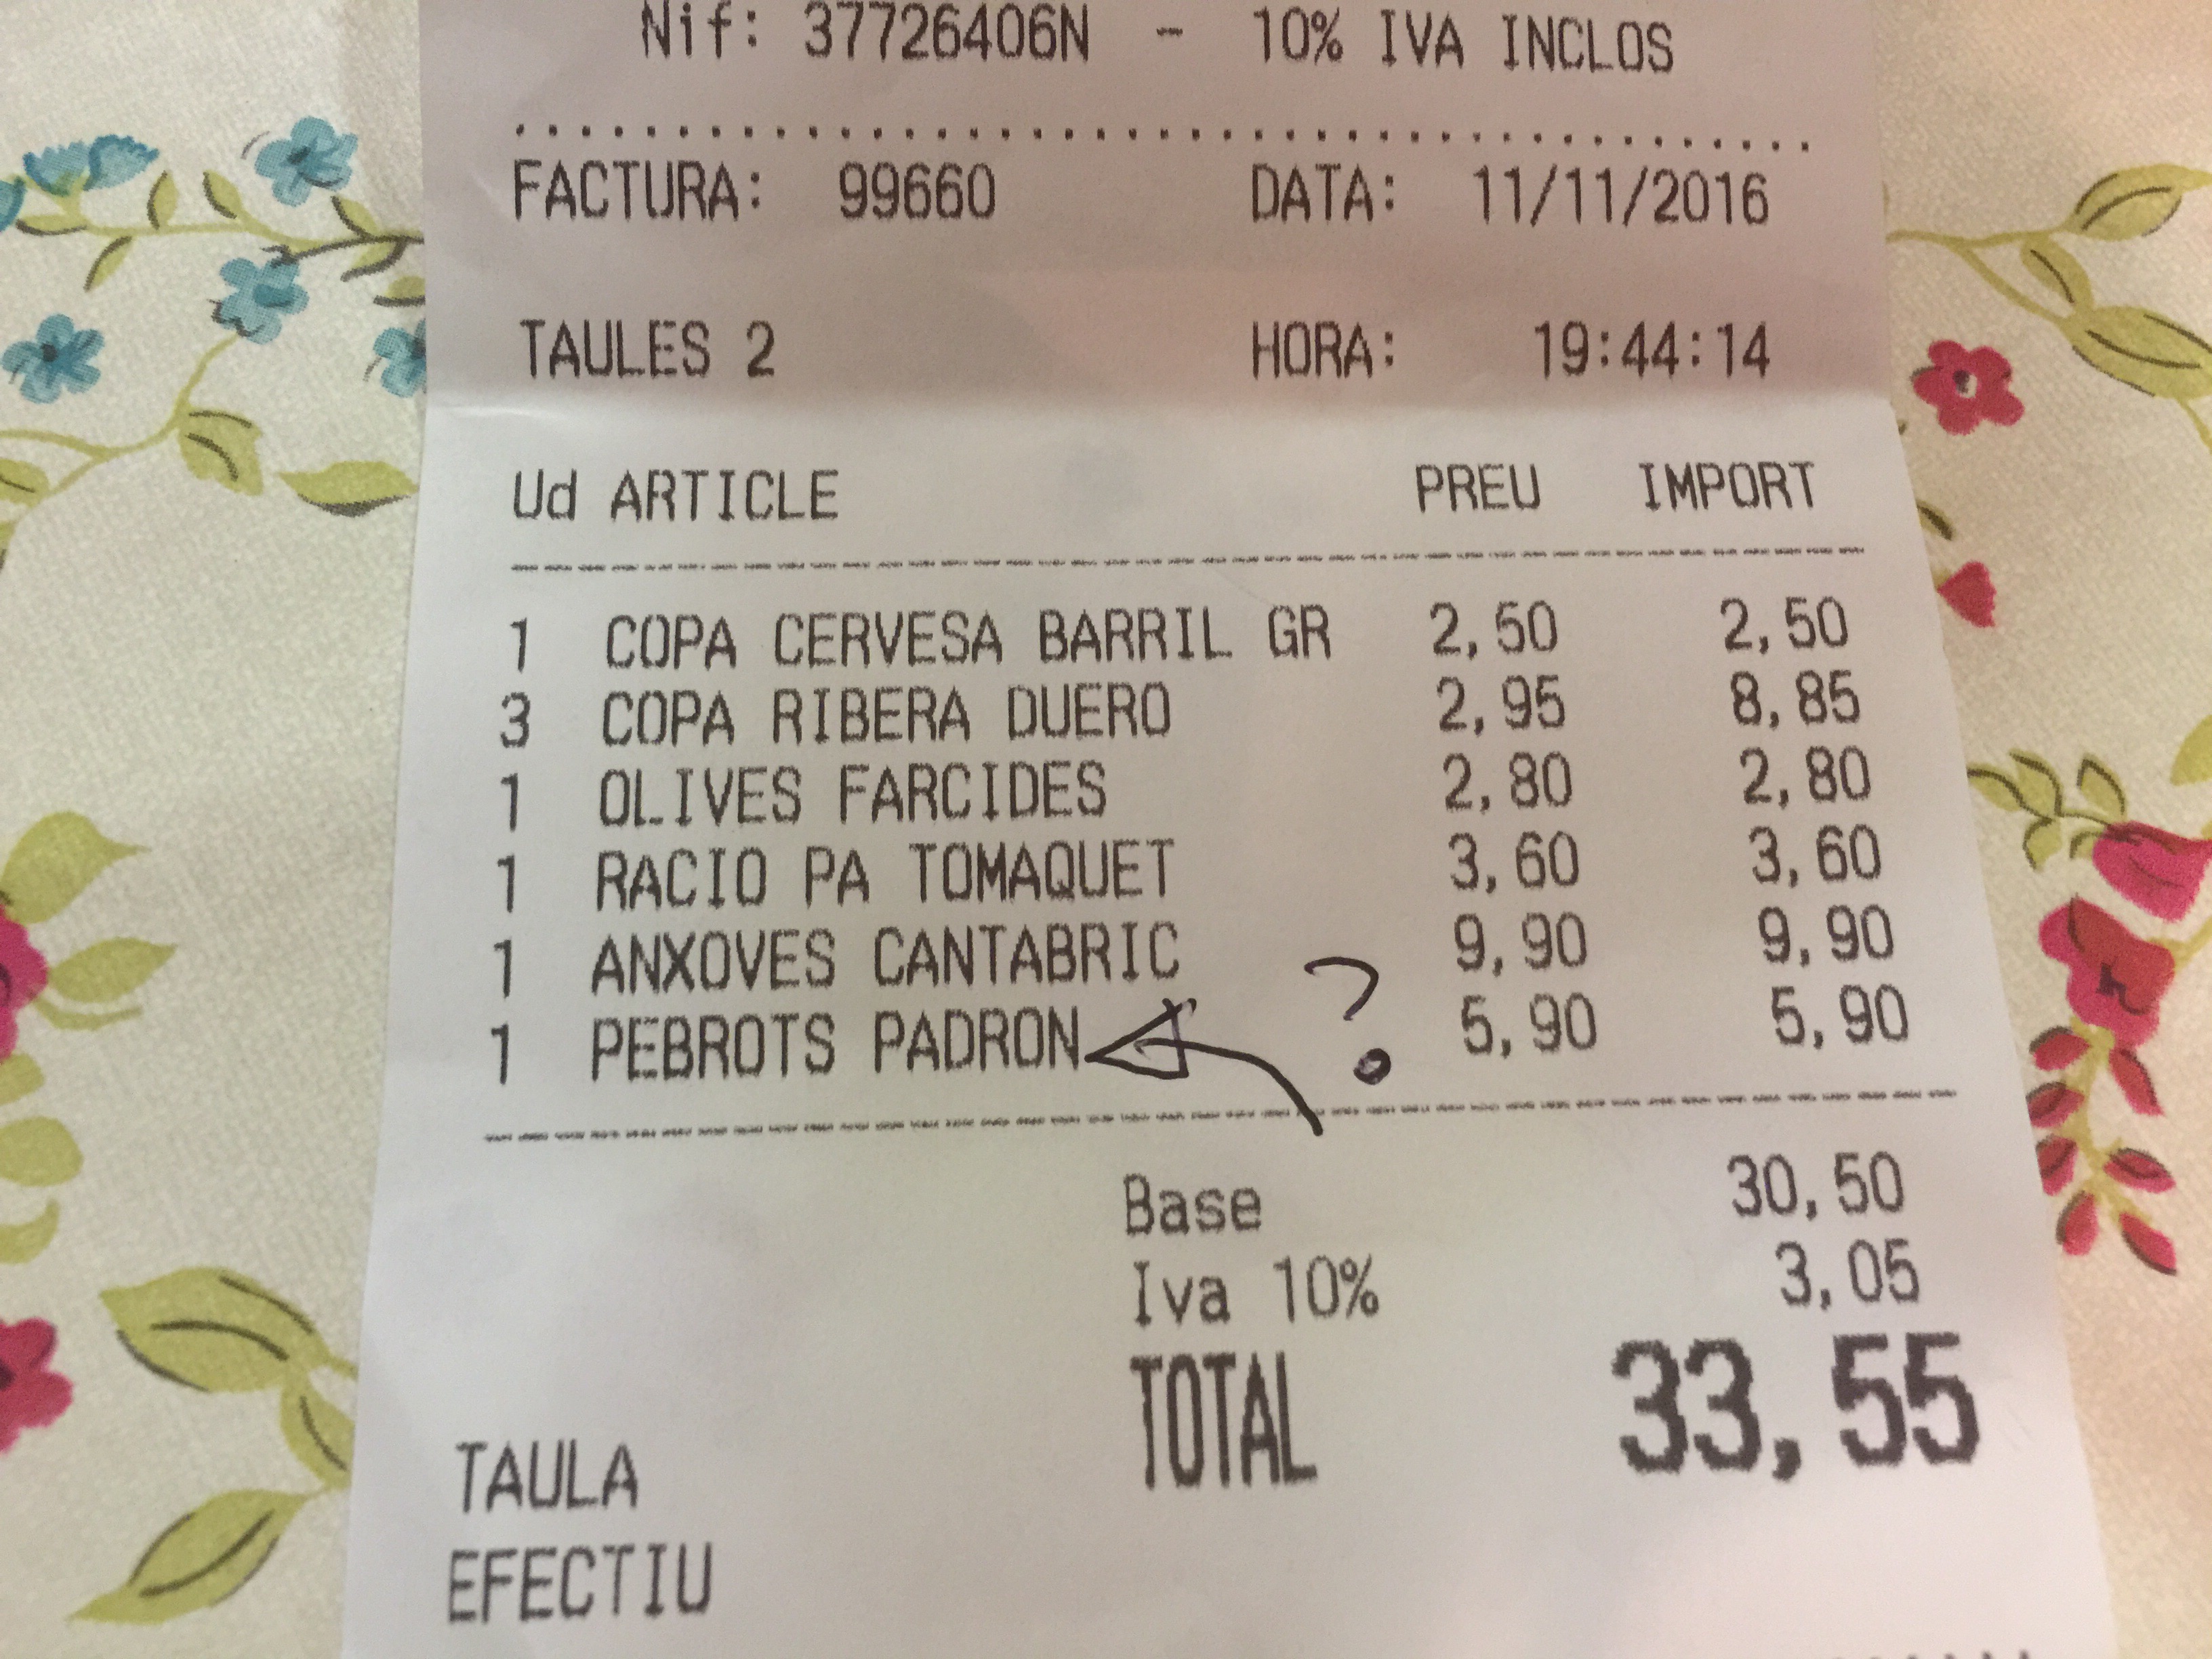 Nif: 37726406N - 10% IVA INCLOS
FACTURA: 99660 DATA: 11/11/2016
TAULES 2 HORA: 19:44:14
Ud ARTICLE PREU IMPORT
1 COPA CERVESA BARRIL GR 2,50 2,50
3 COPA RIBERA DUERO 2,95 8,85
1 OLIVES FARCIDES 2,80 2,80
1 RACIO PA TOMAQUET 3,60 3,60
1 ANXOVES CANTABRIC 9,90 9,90
1 PEBROTS PADRON ? 5,90 5,90
Base 30,50
Iva 10% 3,05
TOTAL 33,55
TAULA
EFECTIU